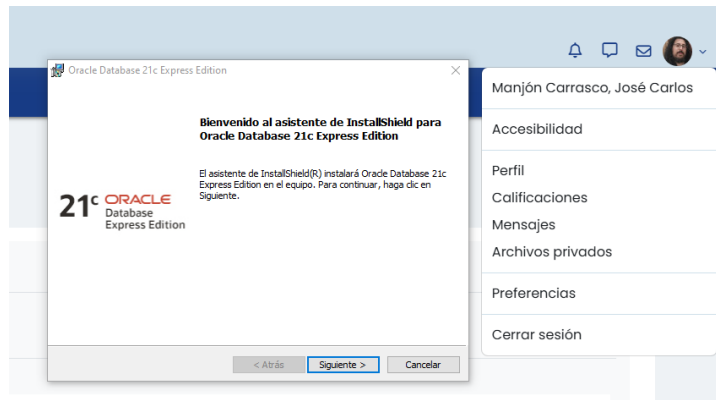 Oracle Database 21c Express Edition
Bienvenido al asistente de InstallShield para
Oracle Database 21c Express Edition
El asistente de InstallShield(R) instalará Oracle Database 21c
Express Edition en el equipo. Para continuar, haga clic en
Siguiente.
21c ORACLE
Database
Express Edition
< Atrás
Siguiente >
Cancelar
Manjón Carrasco, José Carlos
Accesibilidad
Perfil
Calificaciones
Mensajes
Archivos privados
Preferencias
Cerrar sesión